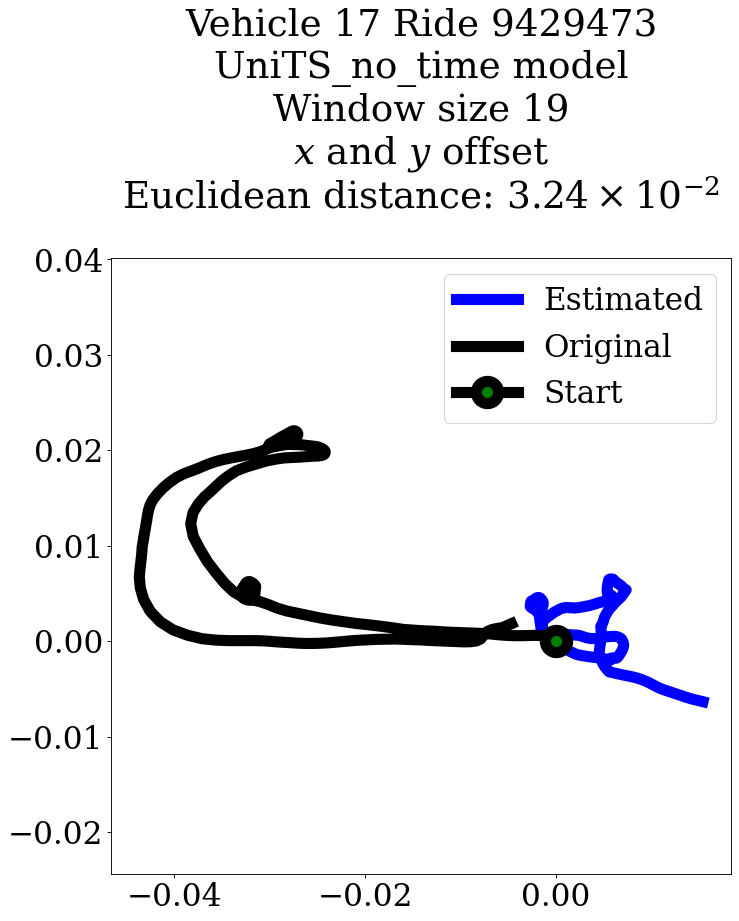 Vehicle 17 Ride 9429473
UniTS_no_time model
Window size 19
x and y offset
Euclidean distance: 3.24 × 10⁻²
0.04
0.03
0.02
0.01
0.00
−0.01
−0.02
Estimated
Original
Start
−0.04
−0.02
0.00